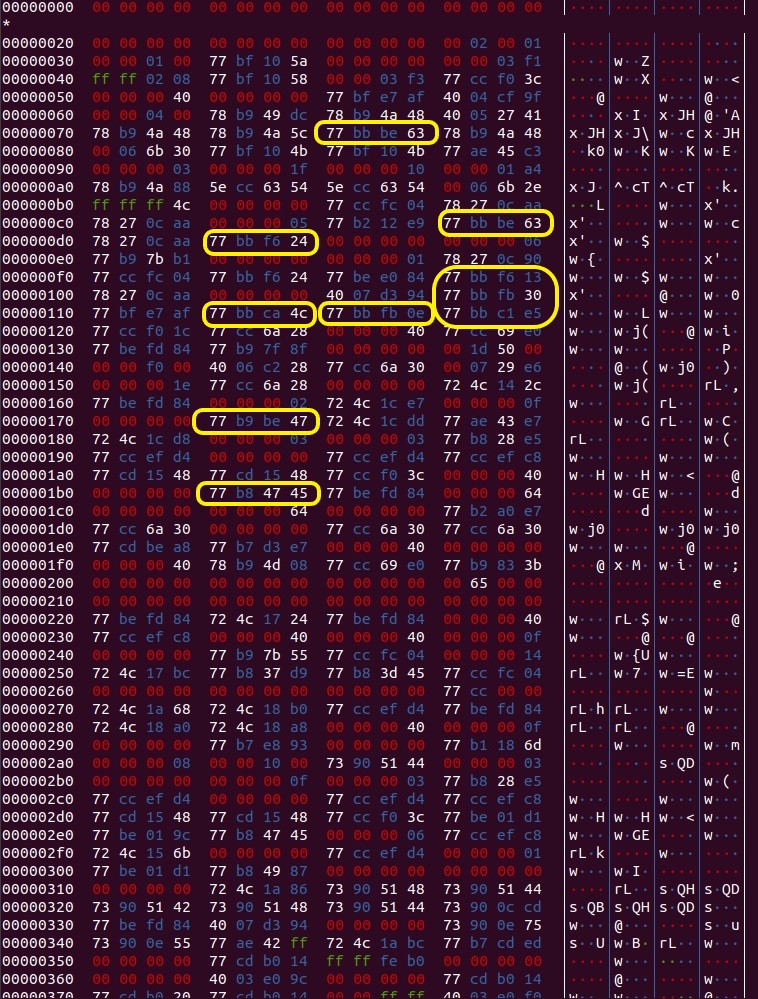 00000000 00 00 00 00 00 00 00 00 00 00 00 00 00 00 00 00 ···· ···· ···· ····
*
00000020 00 00 00 00 00 00 00 00 00 00 00 00 00 02 00 01 ···· ···· ···· ····
00000030 00 00 01 00 77 bf 10 5a 00 00 00 00 00 00 03 f1 ···· w··Z ···· ····
00000040 ff ff 02 08 77 bf 10 58 00 00 03 f3 77 cc f0 3c ···· w··X ···· w··<
00000050 00 00 00 40 00 00 00 00 77 bf e7 af 40 04 cf 9f ···@ ···· w··· @···
00000060 00 00 04 00 78 b9 49 dc 78 b9 4a 48 40 05 27 41 ···· x·I· x·JH @·'A
00000070 78 b9 4a 48 78 b9 4a 5c 77 bb be 63 78 b9 4a 48 x·JH x·J\ w··c x·JH
00000080 00 06 6b 30 77 bf 10 4b 77 bf 10 4b 77 ae 45 c3 ··k0 w··K w··K w·E·
00000090 00 00 00 03 00 00 00 1f 00 00 00 10 00 00 01 a4 ···· ···· ···· ····
000000a0 78 b9 4a 88 5e cc 63 54 5e cc 63 54 00 06 6b 2e x·J· ^·cT ^·cT ··k.
000000b0 ff ff ff 4c 00 00 00 00 77 cc fc 04 78 27 0c aa ···L ···· w··· x'··
000000c0 78 27 0c aa 00 00 00 05 77 b2 12 e9 77 bb be 63 x'·· ···· w··· w··c
000000d0 78 27 0c aa 77 bb f6 24 00 00 00 00 00 00 00 06 x'·· w··$ ···· ····
000000e0 77 b9 7b b1 00 00 00 00 00 00 00 01 78 27 0c 90 w·{· ···· ···· x'··
000000f0 77 cc fc 04 77 bb f6 24 77 be e0 84 77 bb f6 13 w··· w··$ w··· w···
00000100 78 27 0c aa 00 00 00 00 40 07 d3 94 77 bb fb 30 x'·· ···· @··· w··0
00000110 77 bf e7 af 77 bb ca 4c 77 bb fb 0e 77 bb c1 e5 w··· w··L w··· w···
00000120 77 cc f0 1c 77 cc 6a 28 00 00 00 40 77 cc 69 e0 w··· w·j( ···@ w·i·
00000130 77 be fd 84 77 b9 7f 8f 00 00 00 00 00 1d 50 00 w··· w··· ···· ··P·
00000140 00 00 f0 00 40 06 c2 28 77 cc 6a 30 00 07 29 e6 ···· @··( w·j0 ··)·
00000150 00 00 00 1e 77 cc 6a 28 00 00 00 00 72 4c 14 2c ···· w·j( ···· rL·,
00000160 77 be fd 84 00 00 00 02 72 4c 1c e7 00 00 00 0f w··· ···· rL·· ····
00000170 00 00 00 00 77 b9 be 47 72 4c 1c dd 77 ae 43 e7 ···· w··G rL·· w·C·
00000180 72 4c 1c d8 00 00 00 03 00 00 00 03 77 b8 28 e5 rL·· ···· ···· w·(·
00000190 77 cc ef d4 00 00 00 00 77 cc ef d4 77 cc ef c8 w··· ···· w··· w···
000001a0 77 cd 15 48 77 cd 15 48 77 cc f0 3c 00 00 00 40 w··H w··H w··< ···@
000001b0 00 00 00 00 77 b8 47 45 77 be fd 84 00 00 00 64 ···· w·GE w··· ···d
000001c0 00 00 00 00 00 00 00 64 00 00 00 00 77 b2 a0 e7 ···· ···d ···· w···
000001d0 77 cc 6a 30 00 00 00 00 77 cc 6a 30 77 cc 6a 30 w·j0 ···· w·j0 w·j0
000001e0 77 cd be a8 77 b7 d3 e7 00 00 00 40 00 00 00 00 w··· w··· ···@ ····
000001f0 00 00 00 40 78 b9 4d 08 77 cc 69 e0 77 b9 83 3b ···@ x·M· w·i· w··;
00000200 00 00 00 00 00 00 00 00 00 00 00 00 00 65 00 00 ···· ···· ···· ·e··
00000210 00 00 00 00 00 00 00 00 00 00 00 00 00 00 00 00 ···· ···· ···· ····
00000220 77 be fd 84 72 4c 17 24 77 be fd 84 00 00 00 40 w··· rL·$ w··· ···@
00000230 77 cc ef c8 00 00 00 40 00 00 00 40 00 00 00 0f w··· ···@ ···@ ····
00000240 00 00 00 00 77 b9 7b 55 77 cc fc 04 00 00 00 14 ···· w·{U w··· ····
00000250 72 4c 17 bc 77 b8 37 d9 77 b8 3d 45 77 cc fc 04 rL·· w·7· w·=E w···
00000260 00 00 00 00 00 00 00 00 00 00 00 00 77 cc 00 00 ···· ···· ···· w···
00000270 72 4c 1a 68 72 4c 18 b0 77 cc ef d4 77 be fd 84 rL·h rL·· w··· w···
00000280 72 4c 18 a0 72 4c 18 a8 00 00 00 40 00 00 00 0f rL·· rL·· ···@ ····
00000290 00 00 00 00 77 b7 e8 93 00 00 00 00 77 b1 18 6d ···· w··· ···· w··m
000002a0 00 00 00 08 00 00 10 00 73 90 51 44 00 00 00 03 ···· ···· s·QD ····
000002b0 00 00 00 00 00 00 00 0f 00 00 00 03 77 b8 28 e5 ···· ···· ···· w·(·
000002c0 77 cc ef d4 00 00 00 00 77 cc ef d4 77 cc ef c8 w··· ···· w··· w···
000002d0 77 cd 15 48 77 cd 15 48 77 cc f0 3c 77 be 01 d1 w··H w··H w··< w···
000002e0 77 be 01 9c 77 b8 47 45 00 00 00 06 77 cc ef c8 w··· w·GE ···· w···
000002f0 72 4c 15 6b 00 00 00 00 77 cc ef d4 00 00 00 01 rL·k ···· w··· ····
00000300 77 be 01 d1 77 b8 49 87 00 00 00 00 00 00 00 00 w··· w·I· ···· ····
00000310 00 00 00 00 72 4c 1a 86 73 90 51 48 73 90 51 44 ···· rL·· s·QH s·QD
00000320 73 90 51 42 73 90 51 48 73 90 51 44 73 90 0c cd s·QB s·QH s·QD s···
00000330 77 be fd 84 40 07 d3 94 00 00 00 00 73 90 0e 75 w··· @··· ···· s··u
00000340 73 90 0e 55 77 ae 42 ff 72 4c 1a bc 77 b7 cd ed s··U w·B· rL·· w···
00000350 00 00 00 00 77 cd b0 14 ff ff fe b0 00 00 00 00 ···· w··· ···· ····
00000360 00 00 00 00 40 03 e0 9c 00 00 00 00 77 cd b0 14 ···· @··· ···· w···
00000370 77 cd b0 20 77 cd b0 14 00 00 ff ff 40 03 e0 f0